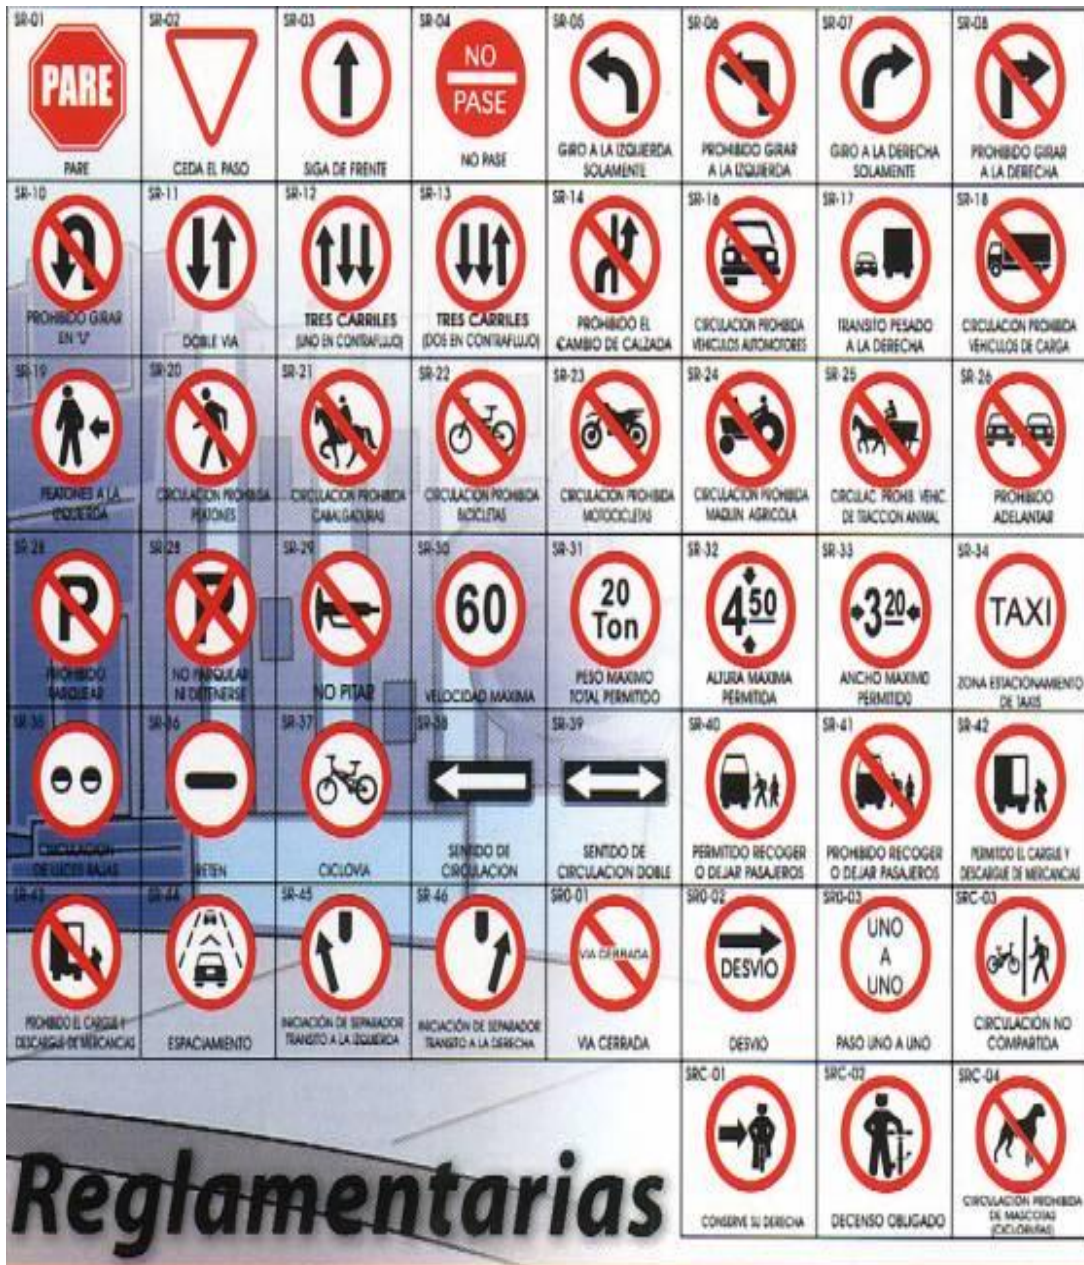 SR-01
PARE
PARE
SR-02
CEDA EL PASO
SR-03
SIGA DE FRENTE
SR-04
NO
PASE
NO PASE
SR-05
GIRO A LA IZQUIERDA
SOLAMENTE
SR-06
PROHIBIDO GIRAR
A LA IZQUIERDA
SR-07
GIRO A LA DERECHA
SOLAMENTE
SR-08
PROHIBIDO GIRAR
A LA DERECHA
SR-10
PROHIBIDO GIRAR
EN "U"
SR-11
DOBLE VIA
SR-12
TRES CARRILES
(UNO EN CONTRAFLUJO)
SR-13
TRES CARRILES
(DOS EN CONTRAFLUJO)
SR-14
PROHIBIDO EL
CAMBIO DE CALZADA
SR-16
CIRCULACION PROHIBIDA
VEHICULOS AUTOMOTORES
SR-17
TRANSITO PESADO
A LA DERECHA
SR-18
CIRCULACION PROHIBIDA
VEHICULOS DE CARGA
SR-19
PEATONES A LA
IZQUIERDA
SR-20
CIRCULACION PROHIBIDA
PEATONES
SR-21
CIRCULACION PROHIBIDA
CABALGADURAS
SR-22
CIRCULACION PROHIBIDA
BICICLETAS
SR-23
CIRCULACION PROHIBIDA
MOTOCICLETAS
SR-24
CIRCULACION PROHIBIDA
MAQUIN AGRICOLA
SR-25
CIRCULAC PROHIB. VEHIC.
DE TRACCION ANIMAL
SR-26
PROHIBIDO
ADELANTAR
SR-28
P
PROHIBIDO
PARQUEAR
SR-28
P
NO PARQUEAR
NI DETENERSE
SR-29
NO PITAR
SR-30
60
VELOCIDAD MAXIMA
SR-31
20
Ton
PESO MAXIMO
TOTAL PERMITIDO
SR-32
4 50
ALTURA MAXIMA
PERMITIDA
SR-33
3 20
ANCHO MAXIMO
PERMITIDO
SR-34
TAXI
ZONA ESTACIONAMIENTO
DE TAXIS
SR-35
CIRCULACION
DE LUCES BAJAS
SR-36
RETEN
SR-37
CICLOVIA
SR-38
SENTIDO DE
CIRCULACION
SR-39
SENTIDO DE
CIRCULACION DOBLE
SR-40
PERMITIDO RECOGER
O DEJAR PASAJEROS
SR-41
PROHIBIDO RECOGER
O DEJAR PASAJEROS
SR-42
PERMITIDO EL CARGUE Y
DESCARGUE DE MERCANCIAS
SR-43
PROHIBIDO EL CARGUE Y
DESCARGUE DE MERCANCIAS
SR-44
ESPACIAMIENTO
SR-45
INICIACIÓN DE SEPARADOR
TRANSITO A LA IZQUIERDA
SR-46
INICIACIÓN DE SEPARADOR
TRANSITO A LA DERECHA
SR0-01
VIA CERRADA
VIA CERRADA
SR0-02
DESVIO
DESVIO
SR0-03
UNO
A
UNO
PASO UNO A UNO
SRC-03
CIRCULACIÓN NO
COMPARTIDA
SRC-01
CONSERVE SU DERECHA
SRC-02
DECENSO OBLIGADO
SRC-04
CIRCULACIÓN PROHIBIDA
DE MASCOTAS
(CICLORUTAS)
Reglamentarias